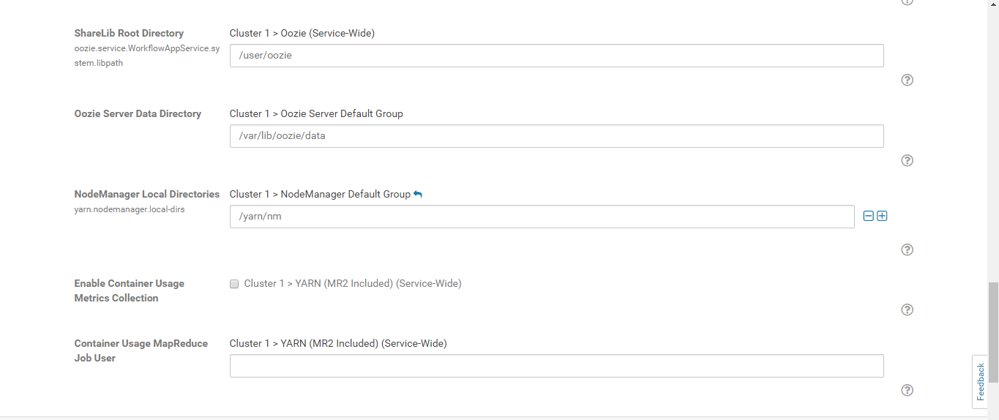 ShareLib Root Directory
Cluster 1 > Oozie (Service-Wide)
oozie.service.WorkflowAppService.sy
stem.libpath
/user/oozie
Oozie Server Data Directory
Cluster 1 > Oozie Server Default Group
/var/lib/oozie/data
NodeManager Local Directories
Cluster 1 > NodeManager Default Group
yarn.nodemanager.local-dirs
/yarn/nm
Enable Container Usage
Metrics Collection
Cluster 1 > YARN (MR2 Included) (Service-Wide)
Container Usage MapReduce
Job User
Cluster 1 > YARN (MR2 Included) (Service-Wide)
Feedback